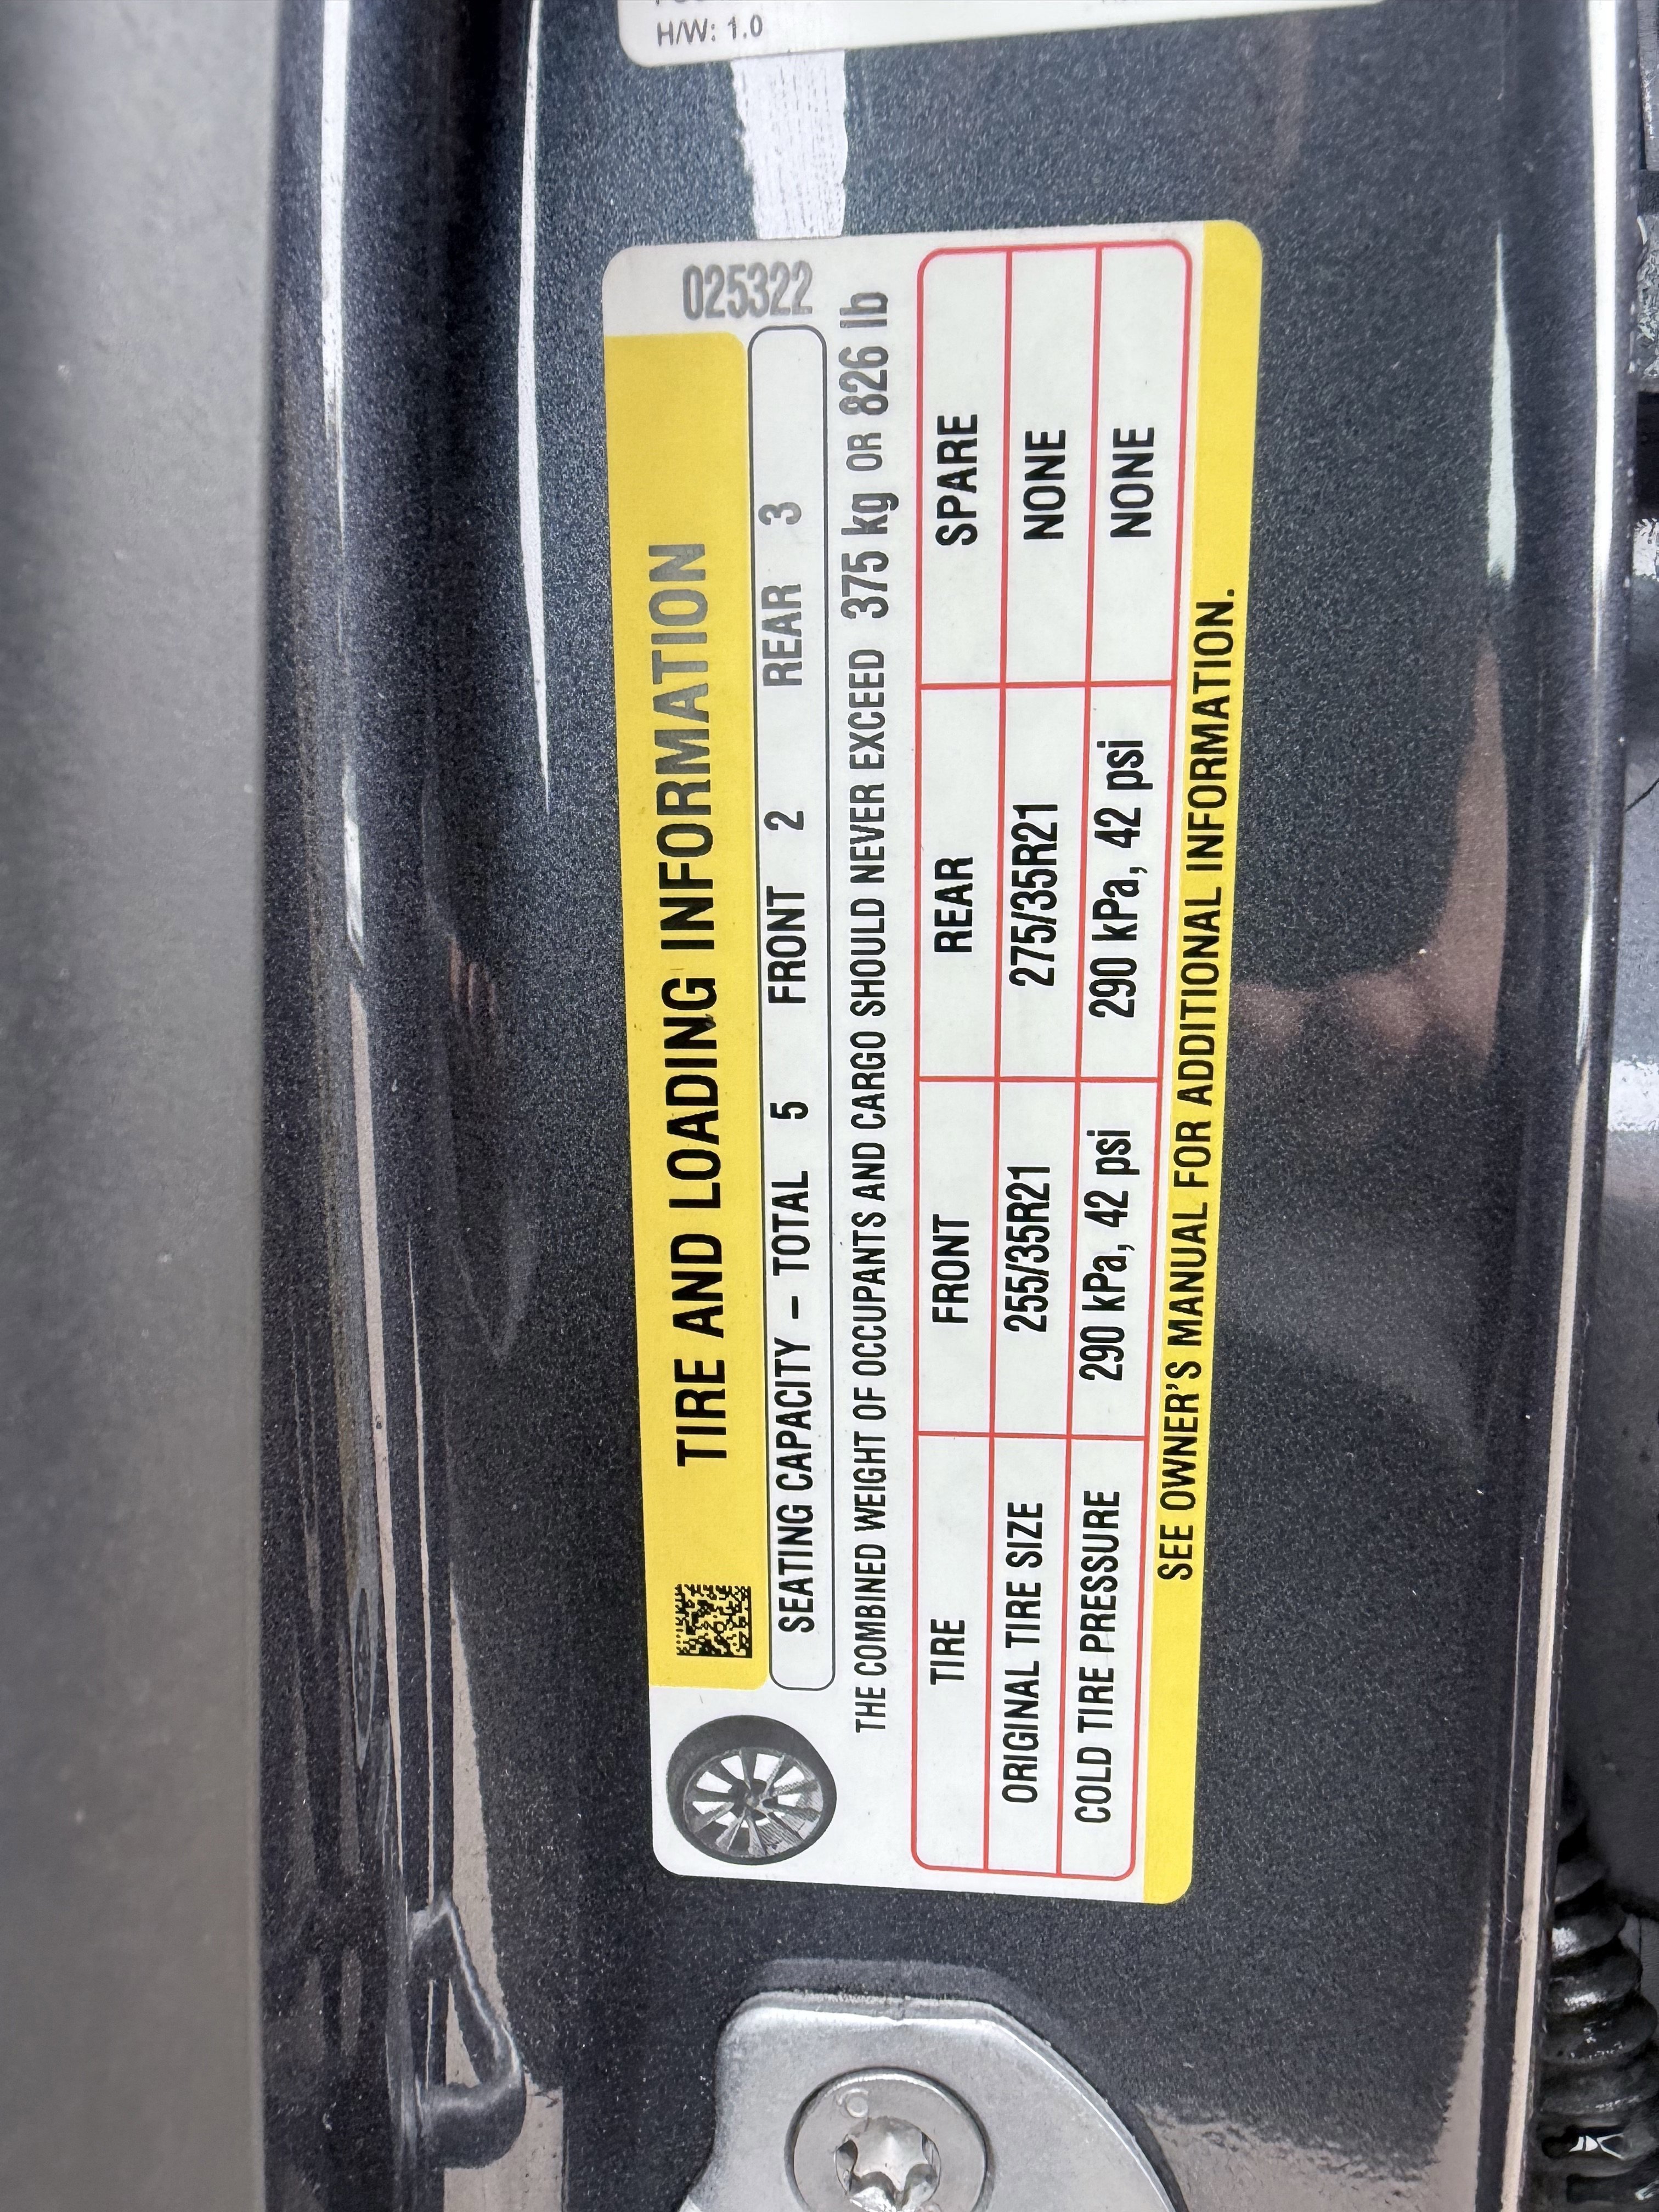 H/W: 1.0
025322
TIRE AND LOADING INFORMATION
SEATING CAPACITY – TOTAL 5 FRONT 2 REAR 3
THE COMBINED WEIGHT OF OCCUPANTS AND CARGO SHOULD NEVER EXCEED 375 kg OR 826 lb
TIRE FRONT REAR SPARE
ORIGINAL TIRE SIZE 255/35R21 275/35R21 NONE
COLD TIRE PRESSURE 290 kPa, 42 psi 290 kPa, 42 psi NONE
SEE OWNER'S MANUAL FOR ADDITIONAL INFORMATION.